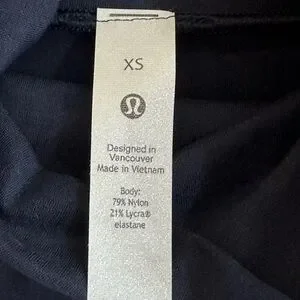 XS
Designed in
Vancouver
Made in Vietnam
Body:
79% Nylon
21% Lycra®
elastane